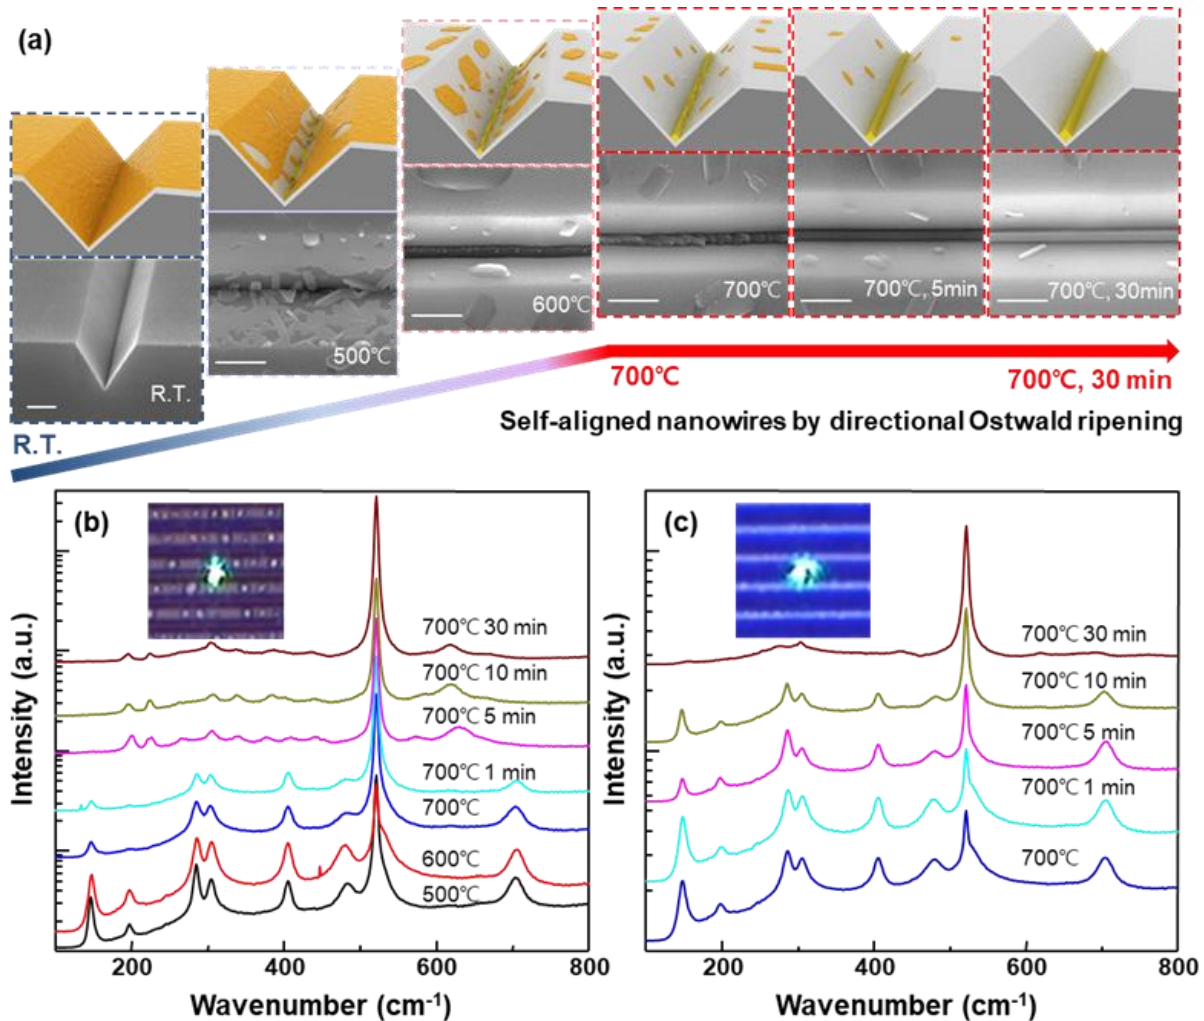 (a)
R.T.
500℃
600℃
700℃
700℃, 5min
700℃, 30min
R.T.
700℃
700℃, 30 min
Self-aligned nanowires by directional Ostwald ripening
(b)
700℃ 30 min
700℃ 10 min
700℃ 5 min
700℃ 1 min
700℃
600℃
500℃
Intensity (a.u.)
200
400
600
800
Wavenumber (cm⁻¹)
(c)
700℃ 30 min
700℃ 10 min
700℃ 5 min
700℃ 1 min
700℃
Intensity (a.u.)
200
400
600
800
Wavenumber (cm⁻¹)